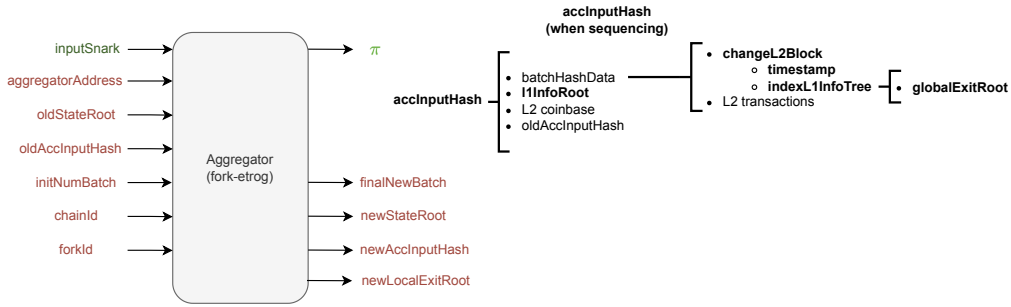 inputSnark
aggregatorAddress
oldStateRoot
oldAccInputHash
initNumBatch
chainId
forkId
Aggregator
(fork-etrog)
π
finalNewBatch
newStateRoot
newAccInputHash
newLocalExitRoot
accInputHash
(when sequencing)
accInputHash
• batchHashData
• l1InfoRoot
• L2 coinbase
• oldAccInputHash
• changeL2Block
○ timestamp
○ indexL1InfoTree
• L2 transactions
• globalExitRoot